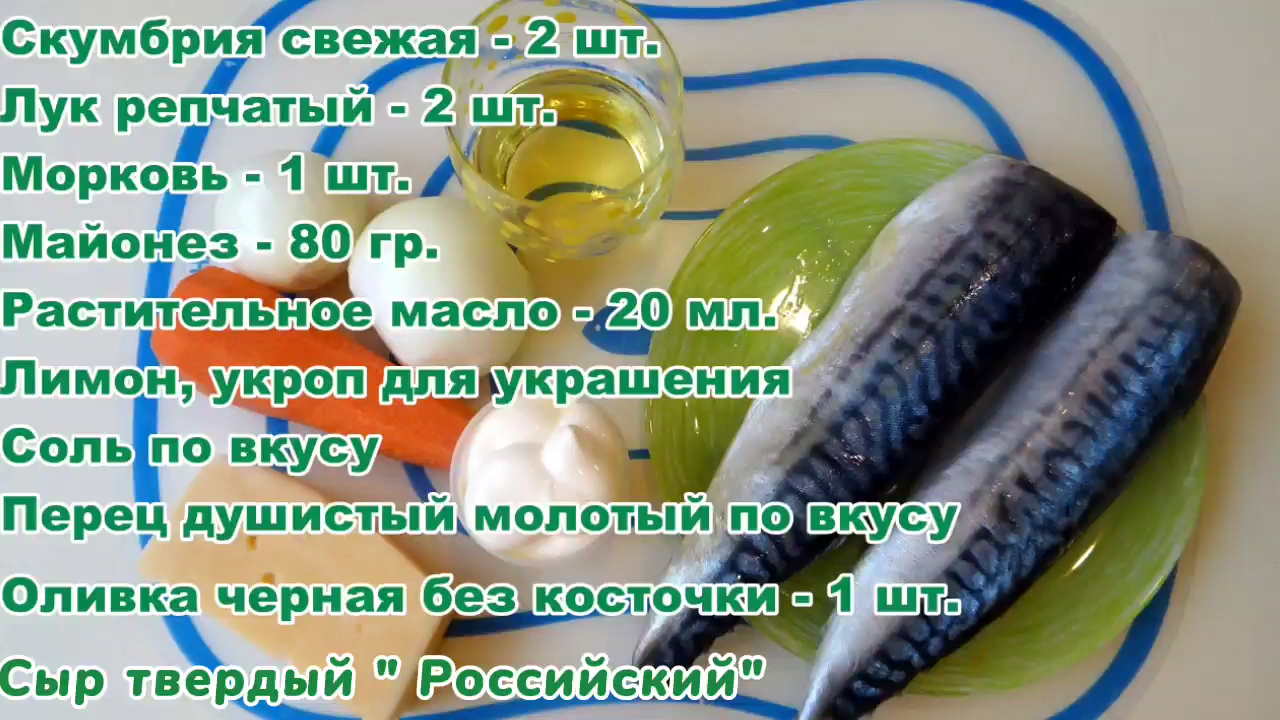 Скумбрия свежая - 2 шт.
Лук репчатый - 2 шт.
Морковь - 1 шт.
Майонез - 80 гр.
Растительное масло - 20 мл.
Лимон, укроп для украшения
Соль по вкусу
Перец душистый молотый по вкусу
Оливка черная без косточки - 1 шт.
Сыр твердый " Российский"